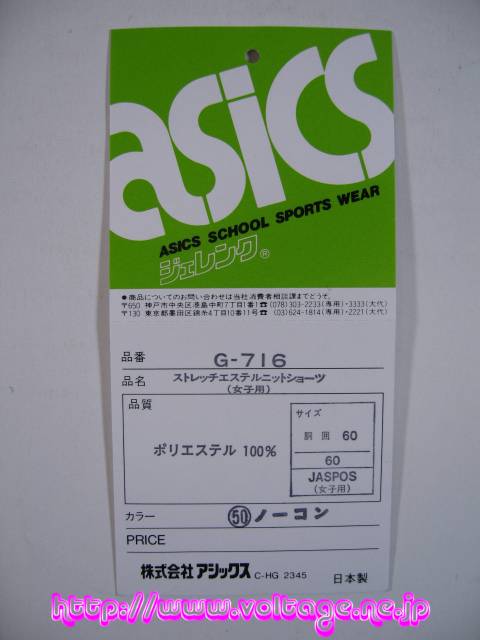 asics
ASICS SCHOOL SPORTS WEAR
ジェレンク®
●商品についてのお問い合わせは当社消費者相談課までどうぞ。
〒650 神戸市中央区港島中町7丁目1番1☎(078)303-2233(専用)・3333(大代)
〒130 東京都墨田区錦糸4丁目10番11号☎(03)624-1814(専用)・2221(大代)
品番 G-716
品名 ストレッチエステルニットショーツ
(女子用)
品質
ポリエステル 100%
サイズ
胴囲 60
60
JASPOS
(女子用)
カラー ㊿ノーコン
PRICE
株式会社アシックス C-HG 2345 日本製
http://www.voltage.ne.jp